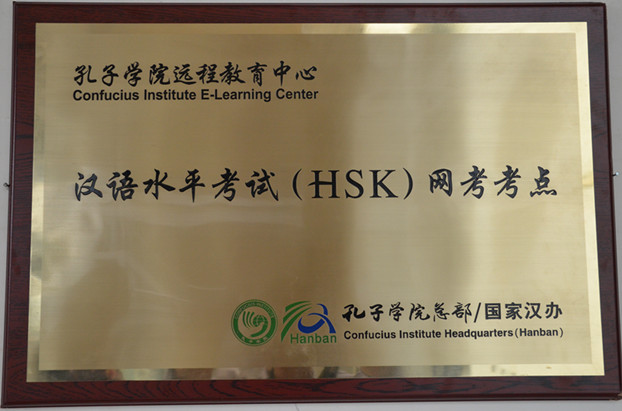 孔子学院远程教育中心
Confucius Institute E-Learning Center
汉语水平考试(HSK)网考考点
Hanban
孔子学院总部/国家汉办
Confucius Institute Headquarters(Hanban)